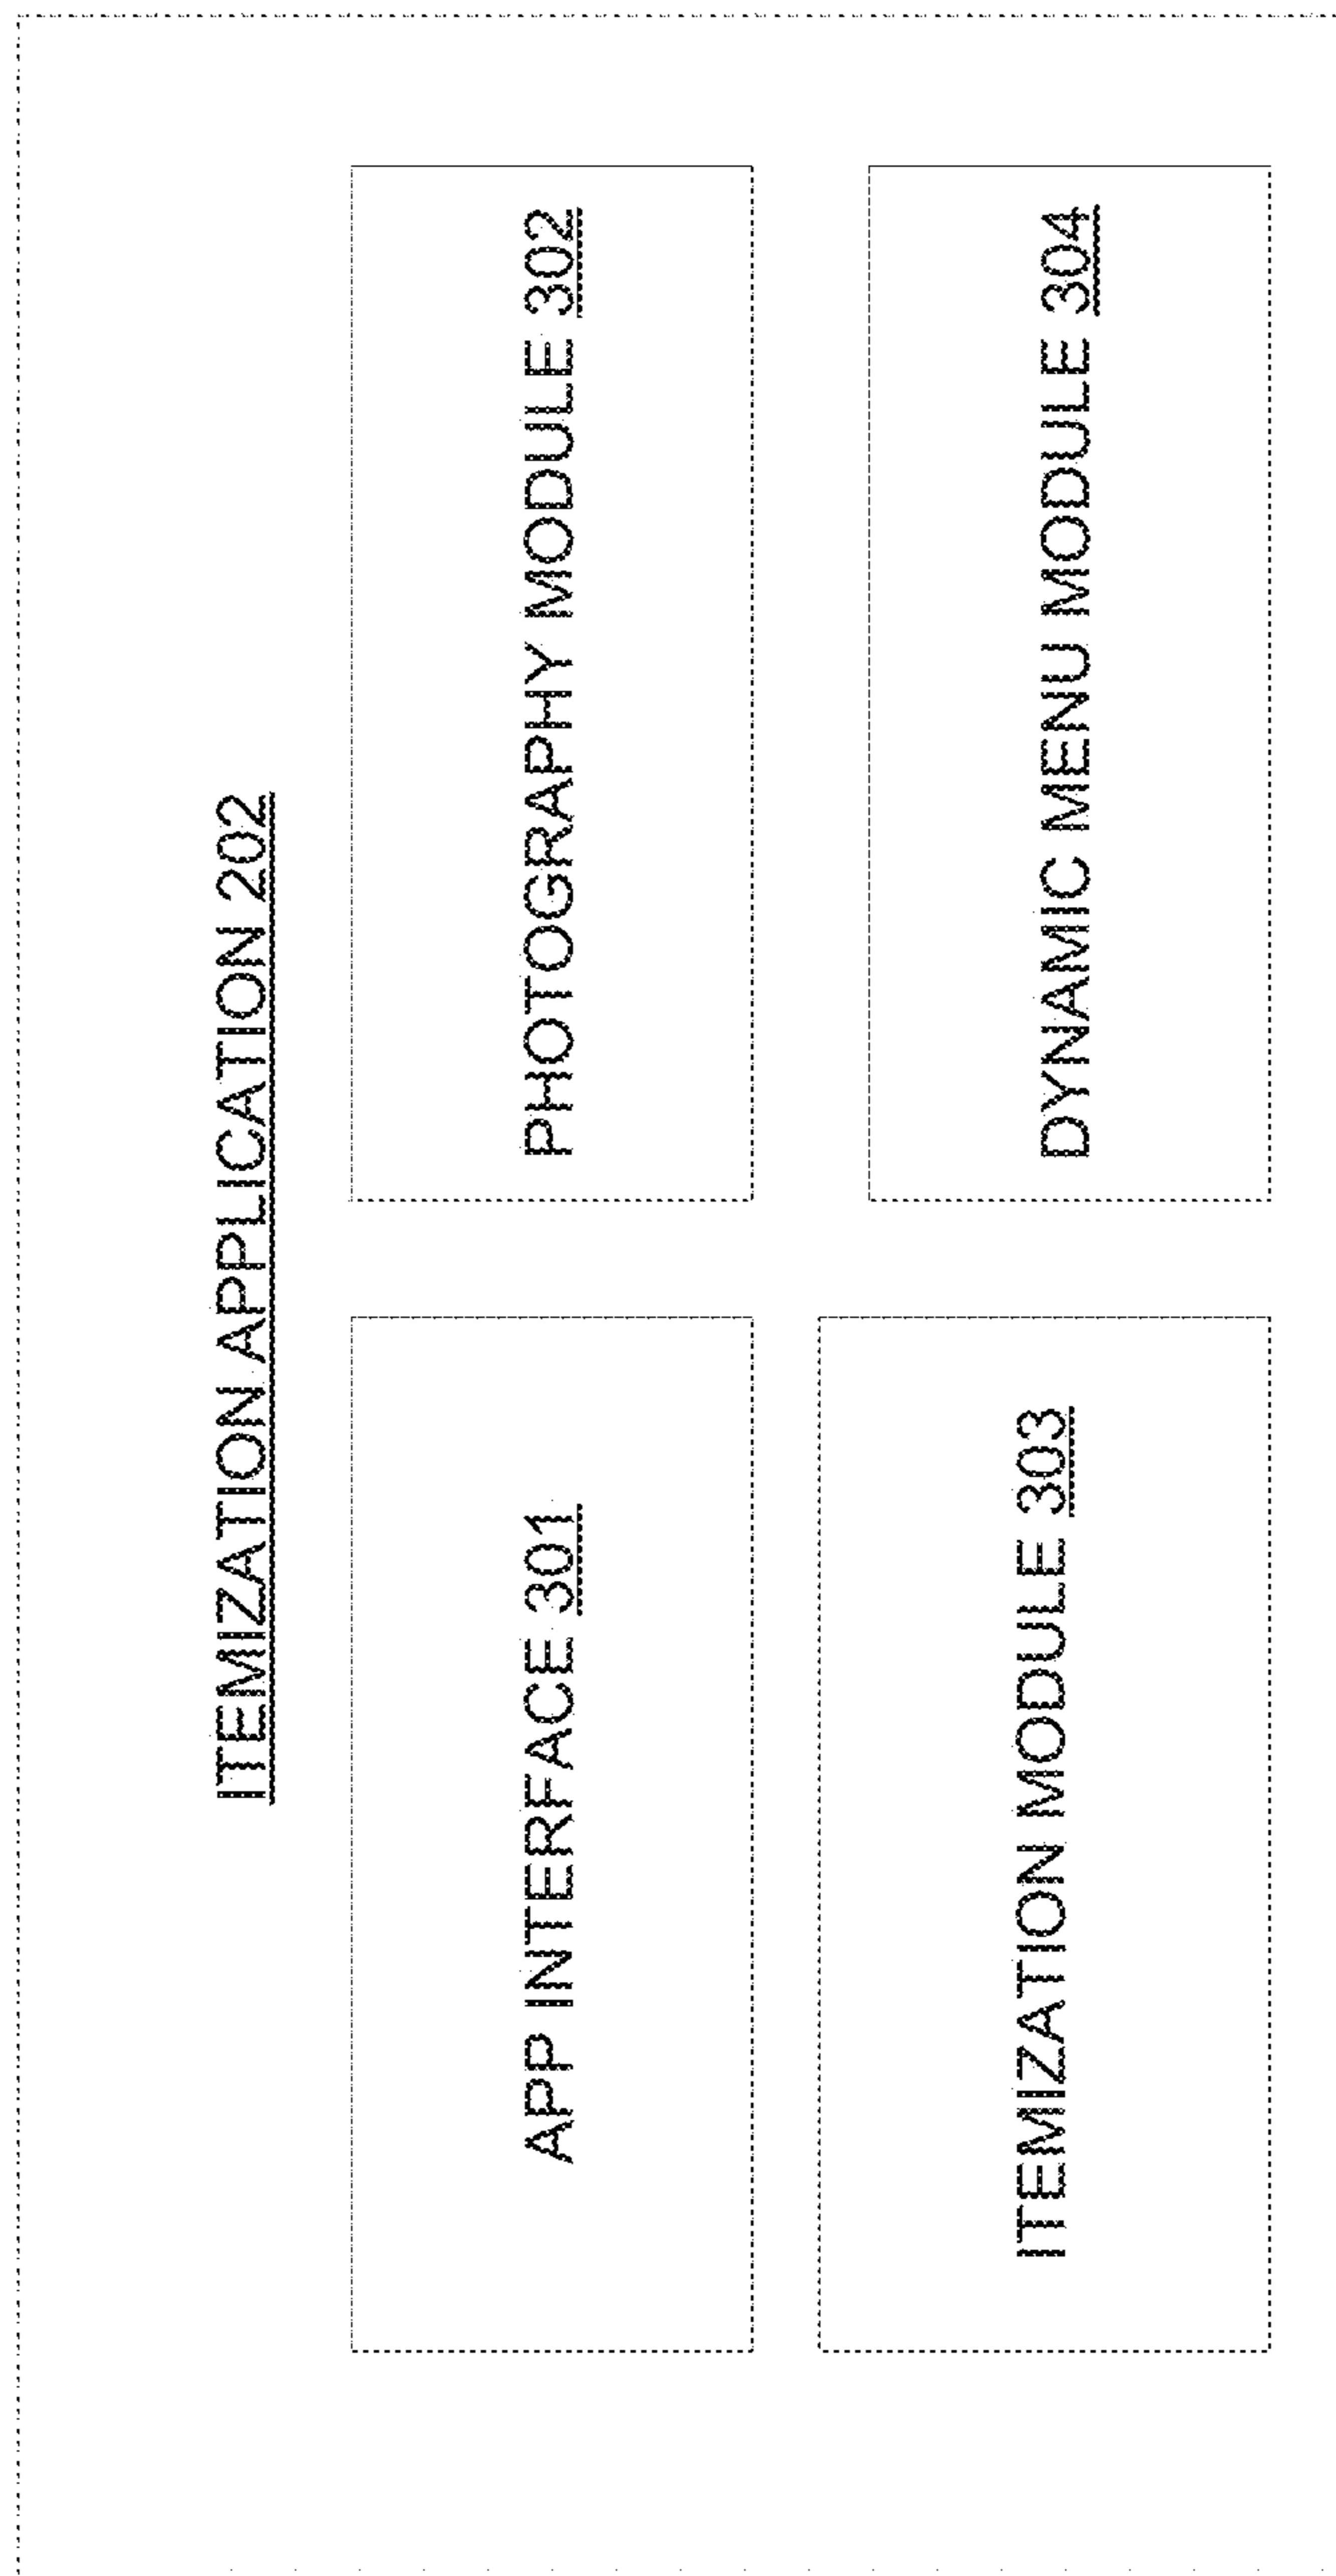 ITEMIZATION APPLICATION 202
APP INTERFACE 301
PHOTOGRAPHY MODULE 302
ITEMIZATION MODULE 303
DYNAMIC MENU MODULE 304